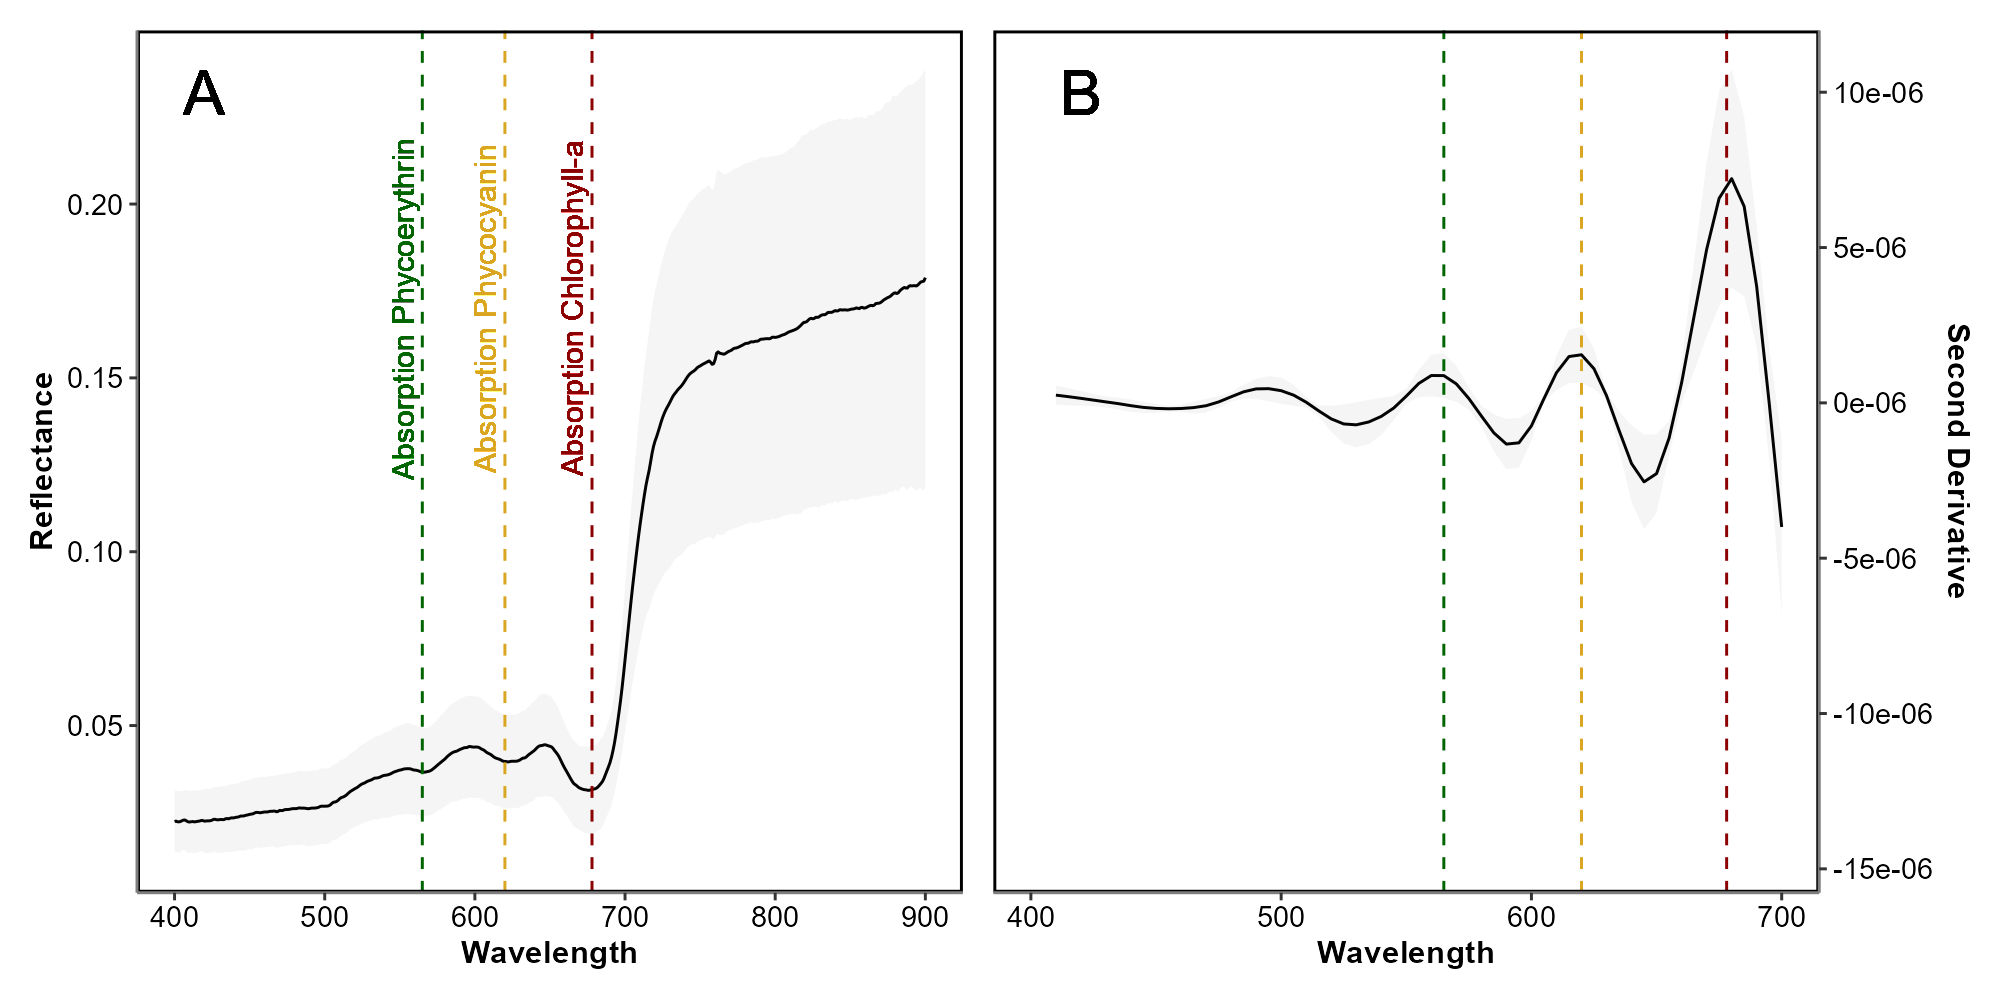 A
Absorption Phycoerythrin
Absorption Phycocyanin
Absorption Chlorophyll-a
Reflectance
0.20
0.15
0.10
0.05
400 500 600 700 800 900
Wavelength
B
10e-06
5e-06
0e-06
-5e-06
-10e-06
-15e-06
Second Derivative
400 500 600 700
Wavelength